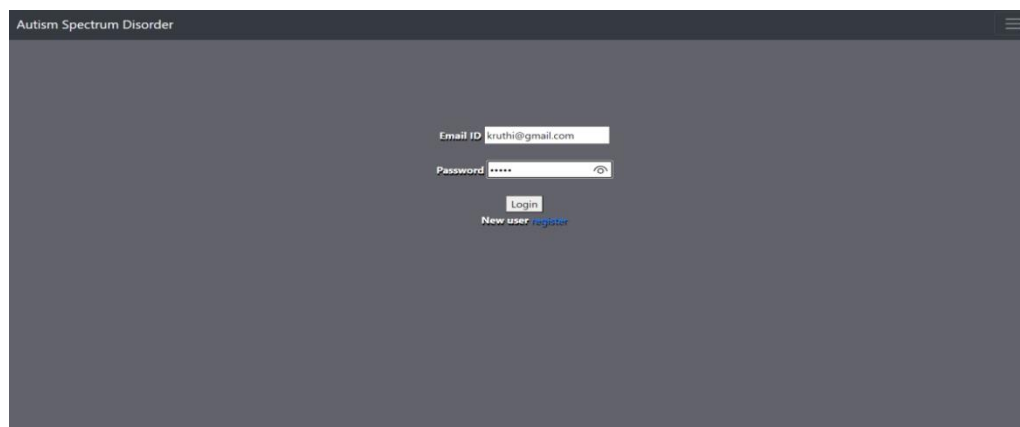 Autism Spectrum Disorder
Email ID kruthi@gmail.com
Password •••••
Login
New user register